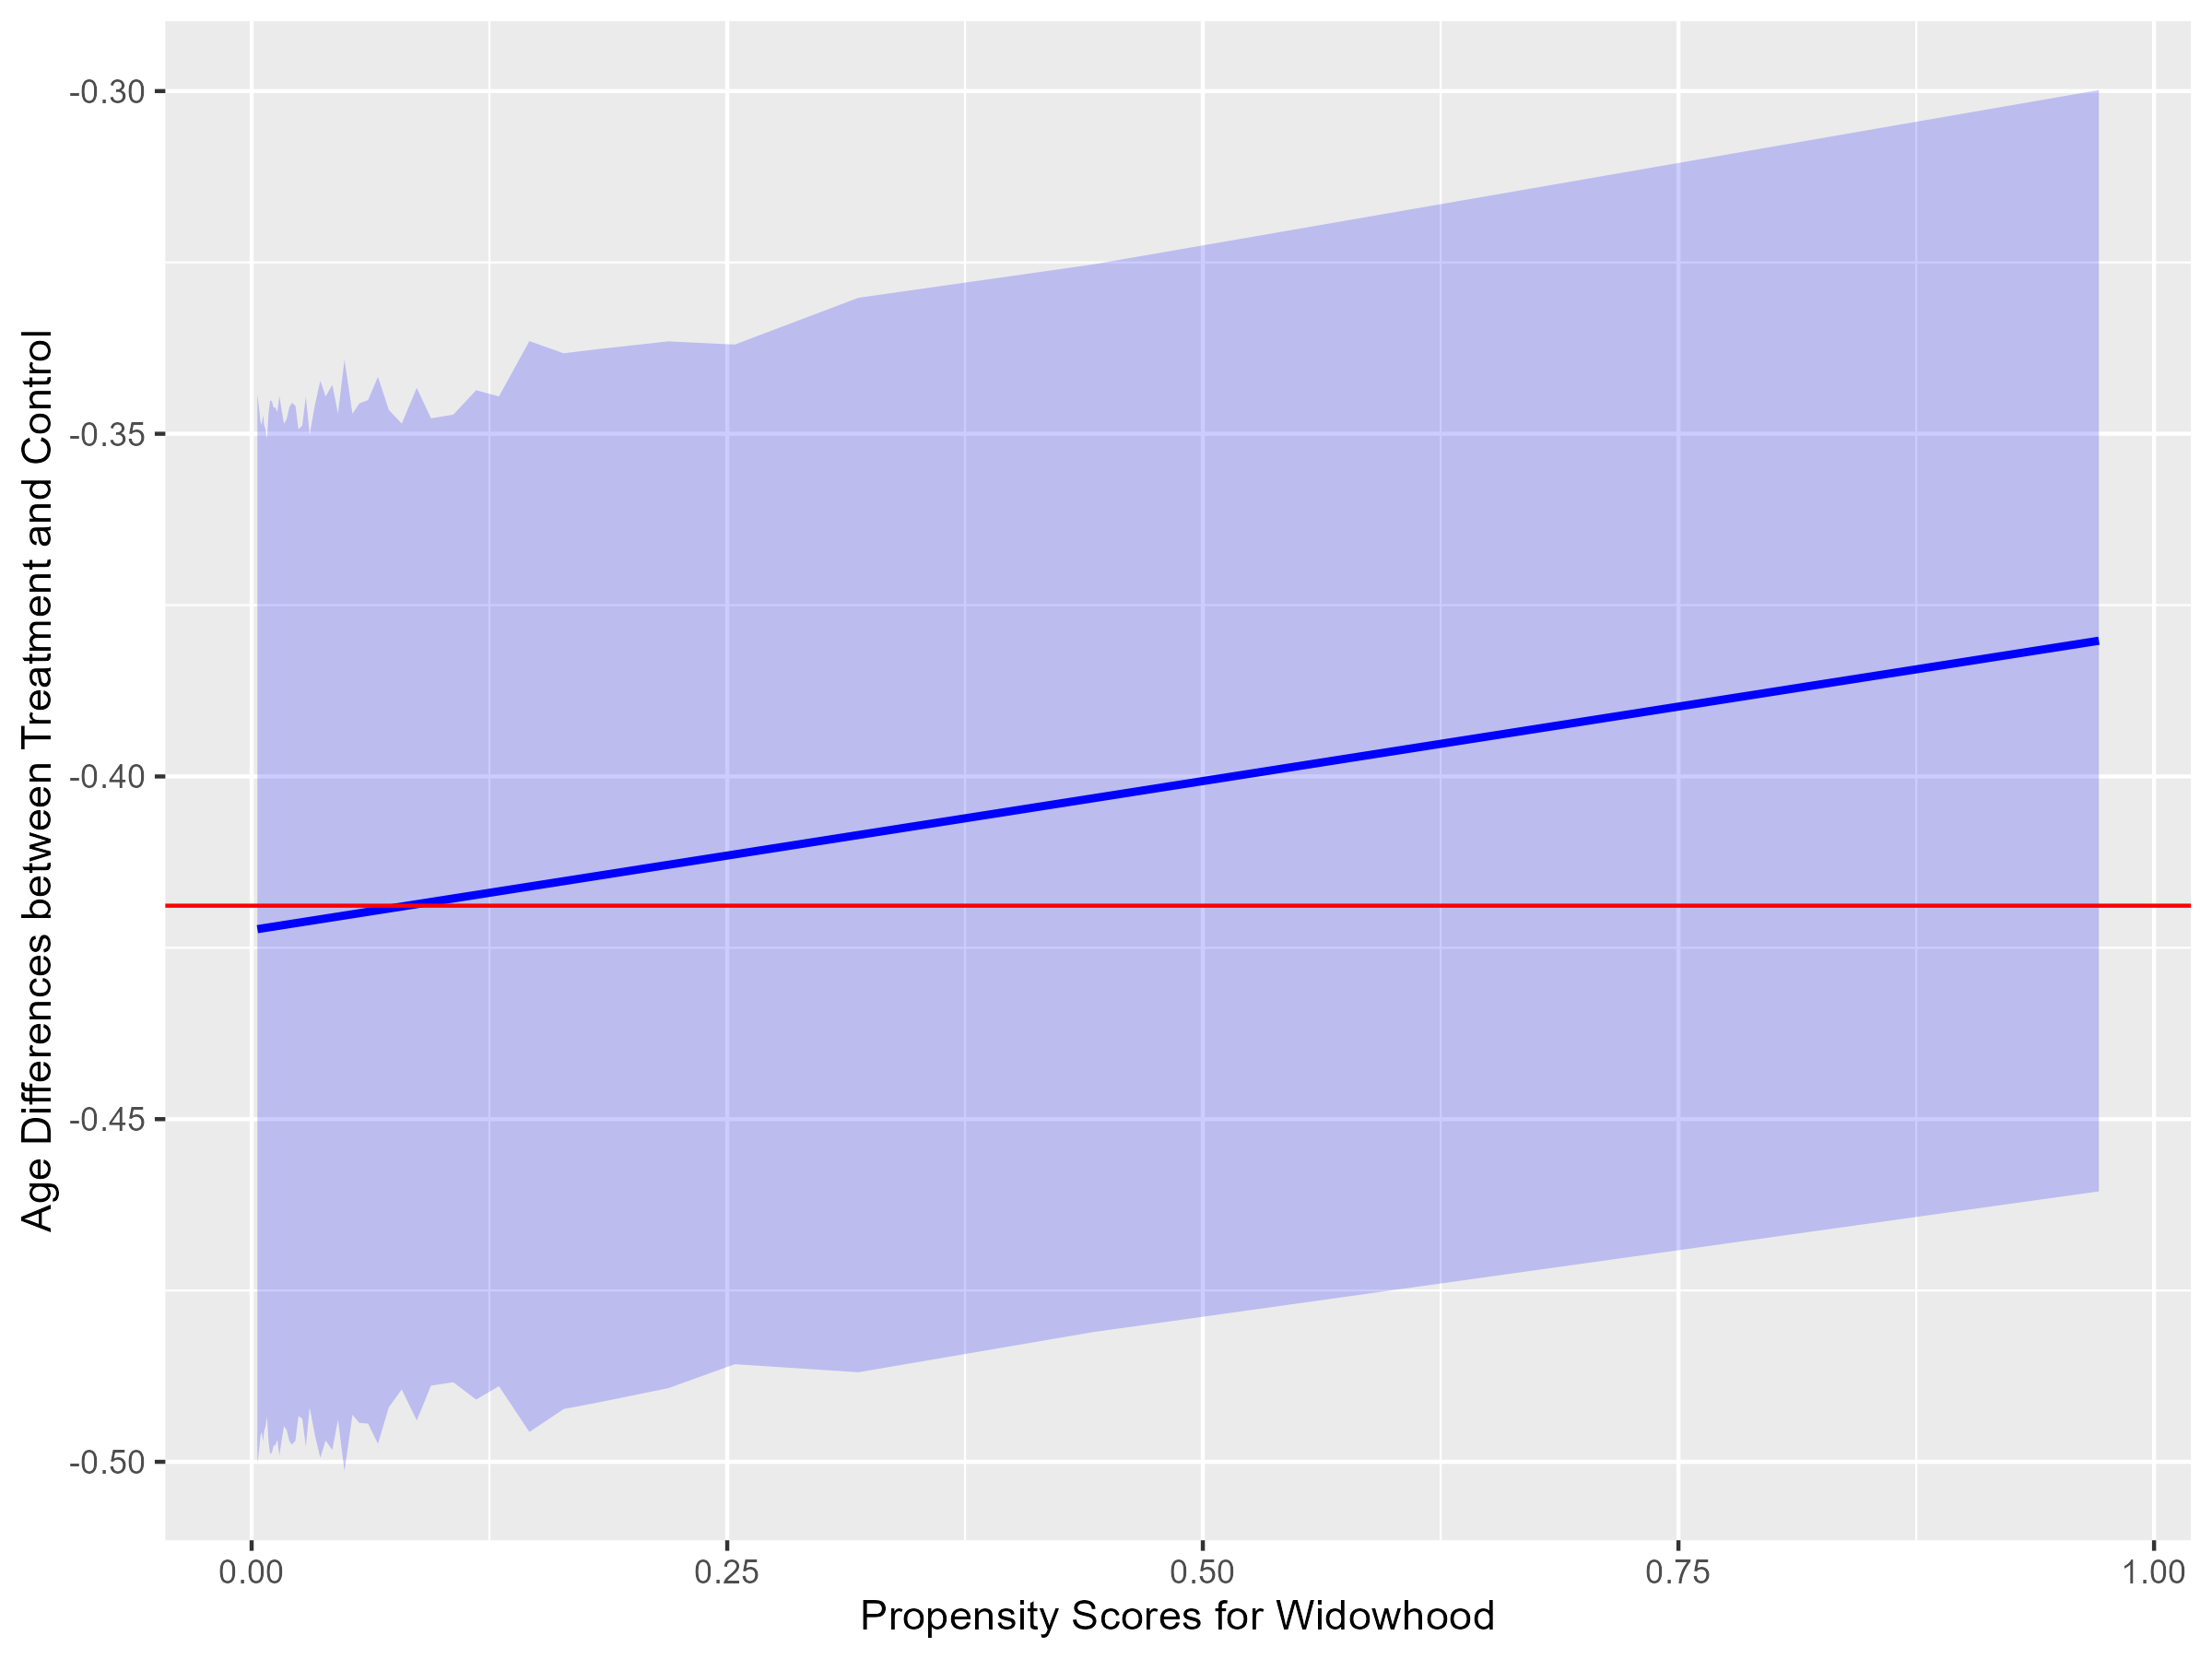 Age Differences between Treatment and Control
-0.30
-0.35
-0.40
-0.45
-0.50
0.00 0.25 0.50 0.75 1.00
Propensity Scores for Widowhood